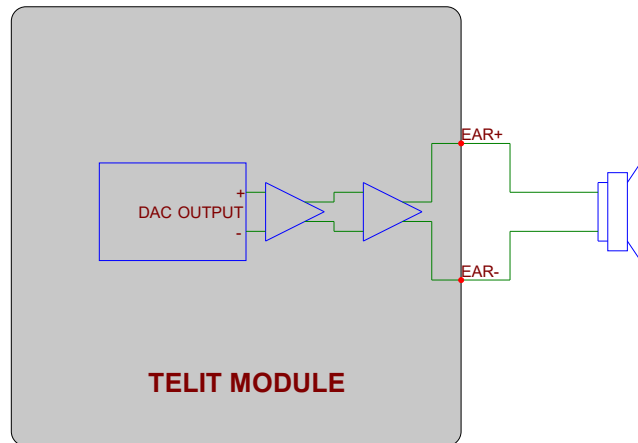 EAR+
+
DAC OUTPUT
-
EAR-
TELIT MODULE